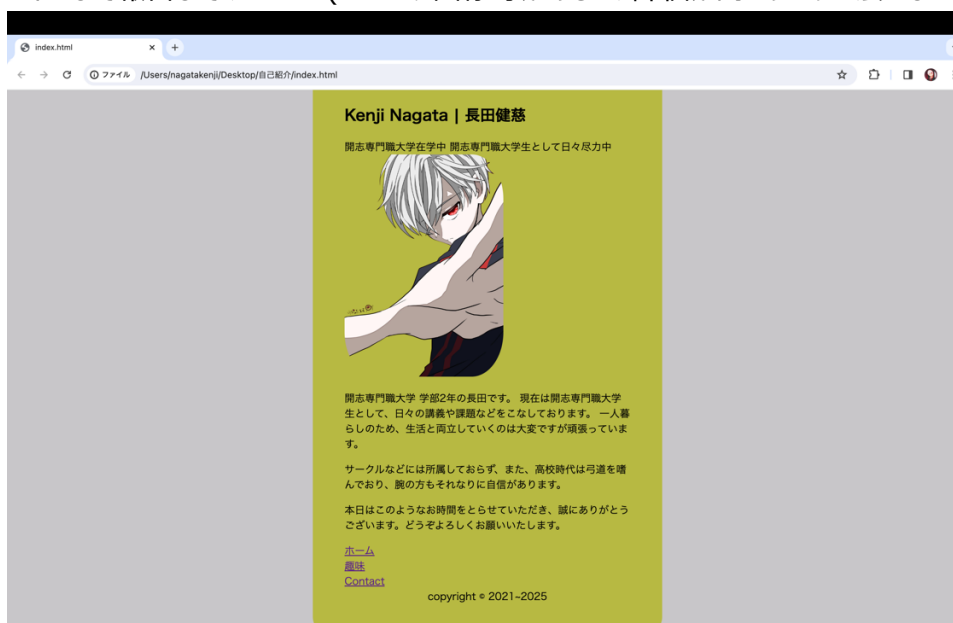 index.html
ファイル /Users/nagatakenji/Desktop/自己紹介/index.html
Kenji Nagata | 長田健慈
開志専門職大学在学中 開志専門職大学生として日々尽力中
開志専門職大学 学部2年の長田です。 現在は開志専門職大学
生として、日々の講義や課題などをこなしております。 一人暮
らしのため、生活と両立していくのは大変ですが頑張っていま
す。
サークルなどには所属しておらず、また、高校時代は弓道を嗜
んでおり、腕の方もそれなりに自信があります。
本日はこのようなお時間をとらせていただき、誠にありがとう
ございます。どうぞよろしくお願いいたします。
ホーム
趣味
Contact
copyright © 2021~2025